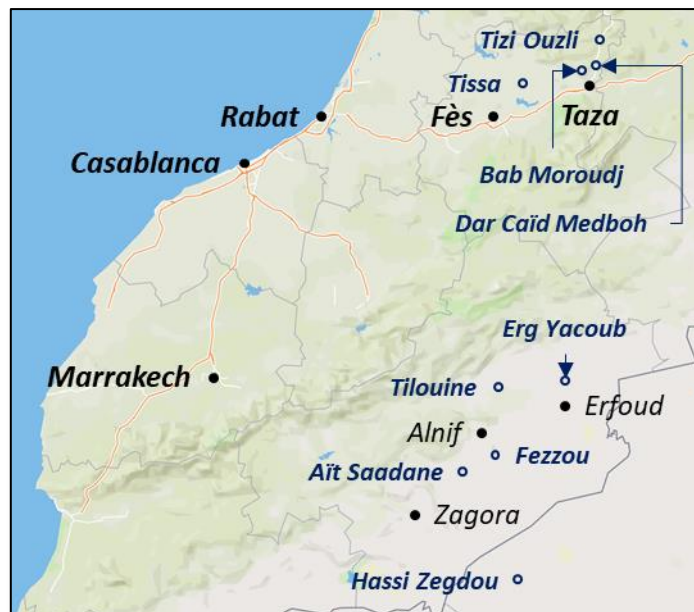 Tizi Ouzli
Tissa
Rabat
Fès
Taza
Casablanca
Bab Moroudj
Dar Caïd Medboh
Erg Yacoub
Marrakech
Tilouine
Erfoud
Alnif
Fezzou
Aït Saadane
Zagora
Hassi Zegdou